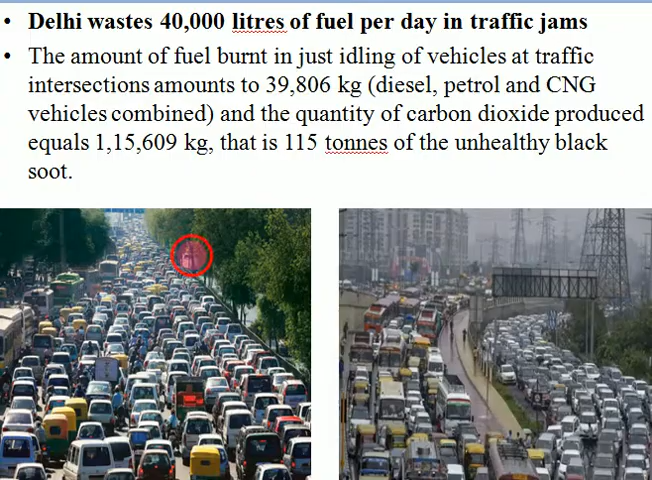 • Delhi wastes 40,000 litres of fuel per day in traffic jams
• The amount of fuel burnt in just idling of vehicles at traffic
intersections amounts to 39,806 kg (diesel, petrol and CNG
vehicles combined) and the quantity of carbon dioxide produced
equals 1,15,609 kg, that is 115 tonnes of the unhealthy black
soot.